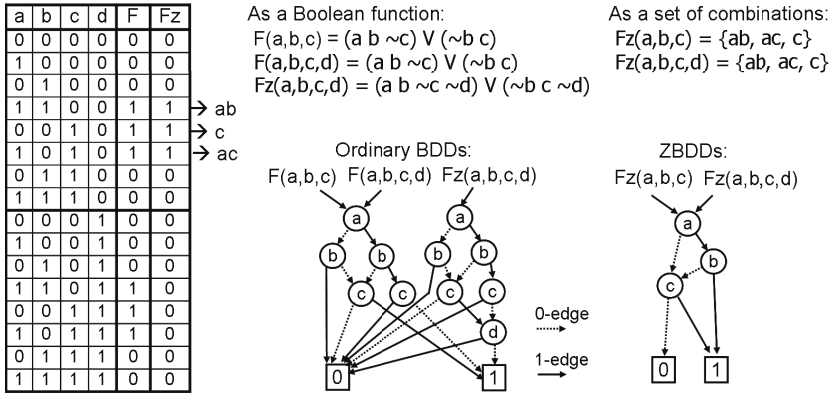 a b c d F Fz
0 0 0 0 0 0
1 0 0 0 0 0
0 1 0 0 0 0
1 1 0 0 1 1 → ab
0 0 1 0 1 1 → c
1 0 1 0 1 1 → ac
0 1 1 0 0 0
1 1 1 0 0 0
0 0 0 1 0 0
1 0 0 1 0 0
0 1 0 1 0 0
1 1 0 1 1 0
0 0 1 1 1 0
1 0 1 1 1 0
0 1 1 1 0 0
1 1 1 1 0 0
As a Boolean function:
F(a,b,c) = (a b ~c) V (~b c)
F(a,b,c,d) = (a b ~c) V (~b c)
Fz(a,b,c,d) = (a b ~c ~d) V (~b c ~d)
As a set of combinations:
Fz(a,b,c) = {ab, ac, c}
Fz(a,b,c,d) = {ab, ac, c}
Ordinary BDDs:
F(a,b,c) F(a,b,c,d) Fz(a,b,c,d)
a a
b b b b
c c c c
d
0 1
0-edge
1-edge
ZBDDs:
Fz(a,b,c) Fz(a,b,c,d)
a
b
c
0 1